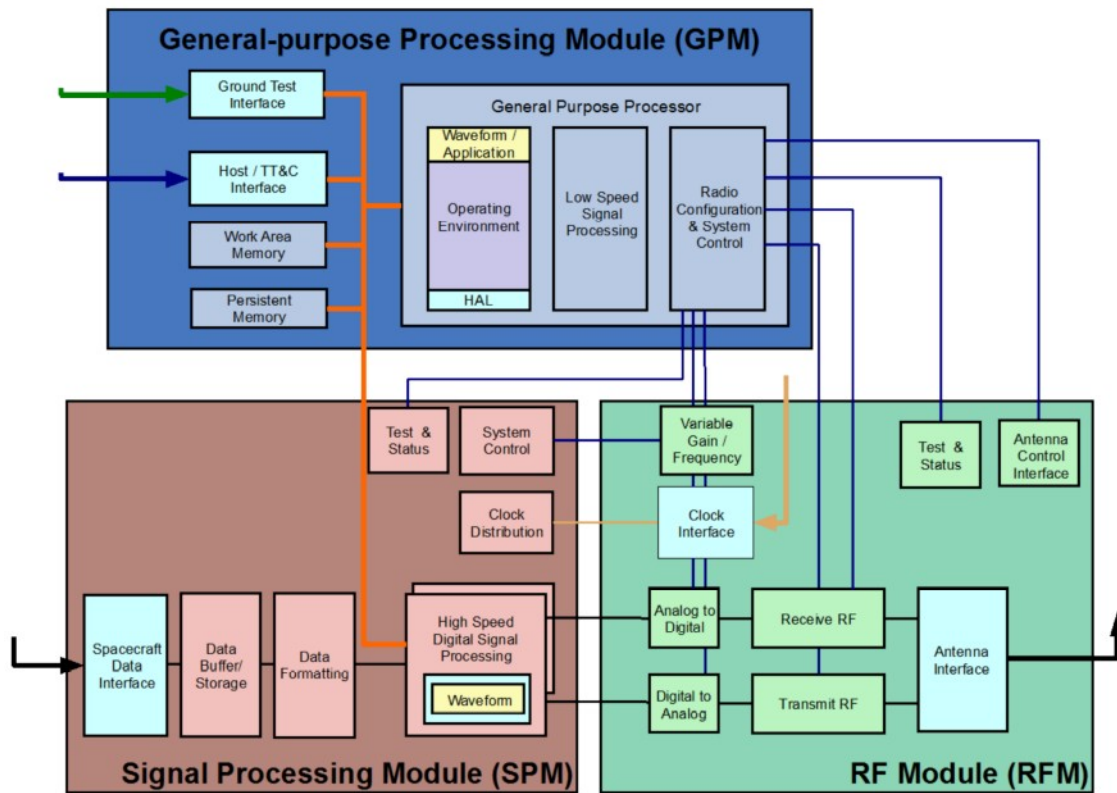 General-purpose Processing Module (GPM)
Ground Test
Interface
Host / TT&C
Interface
Work Area
Memory
Persistent
Memory
General Purpose Processor
Waveform /
Application
Operating
Environment
HAL
Low Speed
Signal
Processing
Radio
Configuration
& System
Control
Test &
Status
System
Control
Clock
Distribution
Spacecraft
Data
Interface
Data
Buffer/
Storage
Data
Formatting
High Speed
Digital Signal
Processing
Waveform
Signal Processing Module (SPM)
Variable
Gain /
Frequency
Clock
Interface
Test &
Status
Antenna
Control
Interface
Analog to
Digital
Receive RF
Digital to
Analog
Transmit RF
Antenna
Interface
RF Module (RFM)